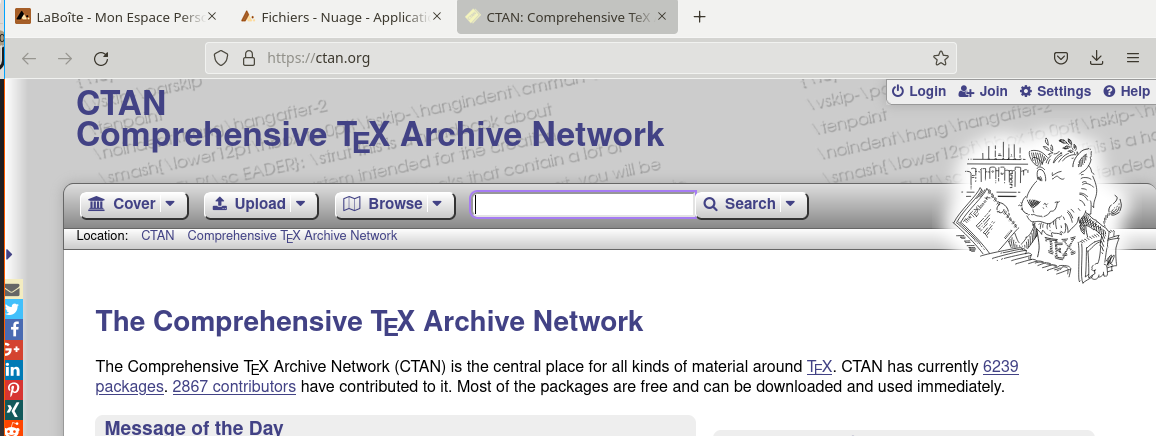 LaBoîte - Mon Espace Pers
Fichiers - Nuage - Applicati
CTAN: Comprehensive TeX
https://ctan.org
Login Join Settings Help
CTAN
Comprehensive TEX Archive Network
Cover Upload Browse Search
Location: CTAN Comprehensive TEX Archive Network
The Comprehensive TEX Archive Network
The Comprehensive TEX Archive Network (CTAN) is the central place for all kinds of material around TEX. CTAN has currently 6239
packages. 2867 contributors have contributed to it. Most of the packages are free and can be downloaded and used immediately.
Message of the Day